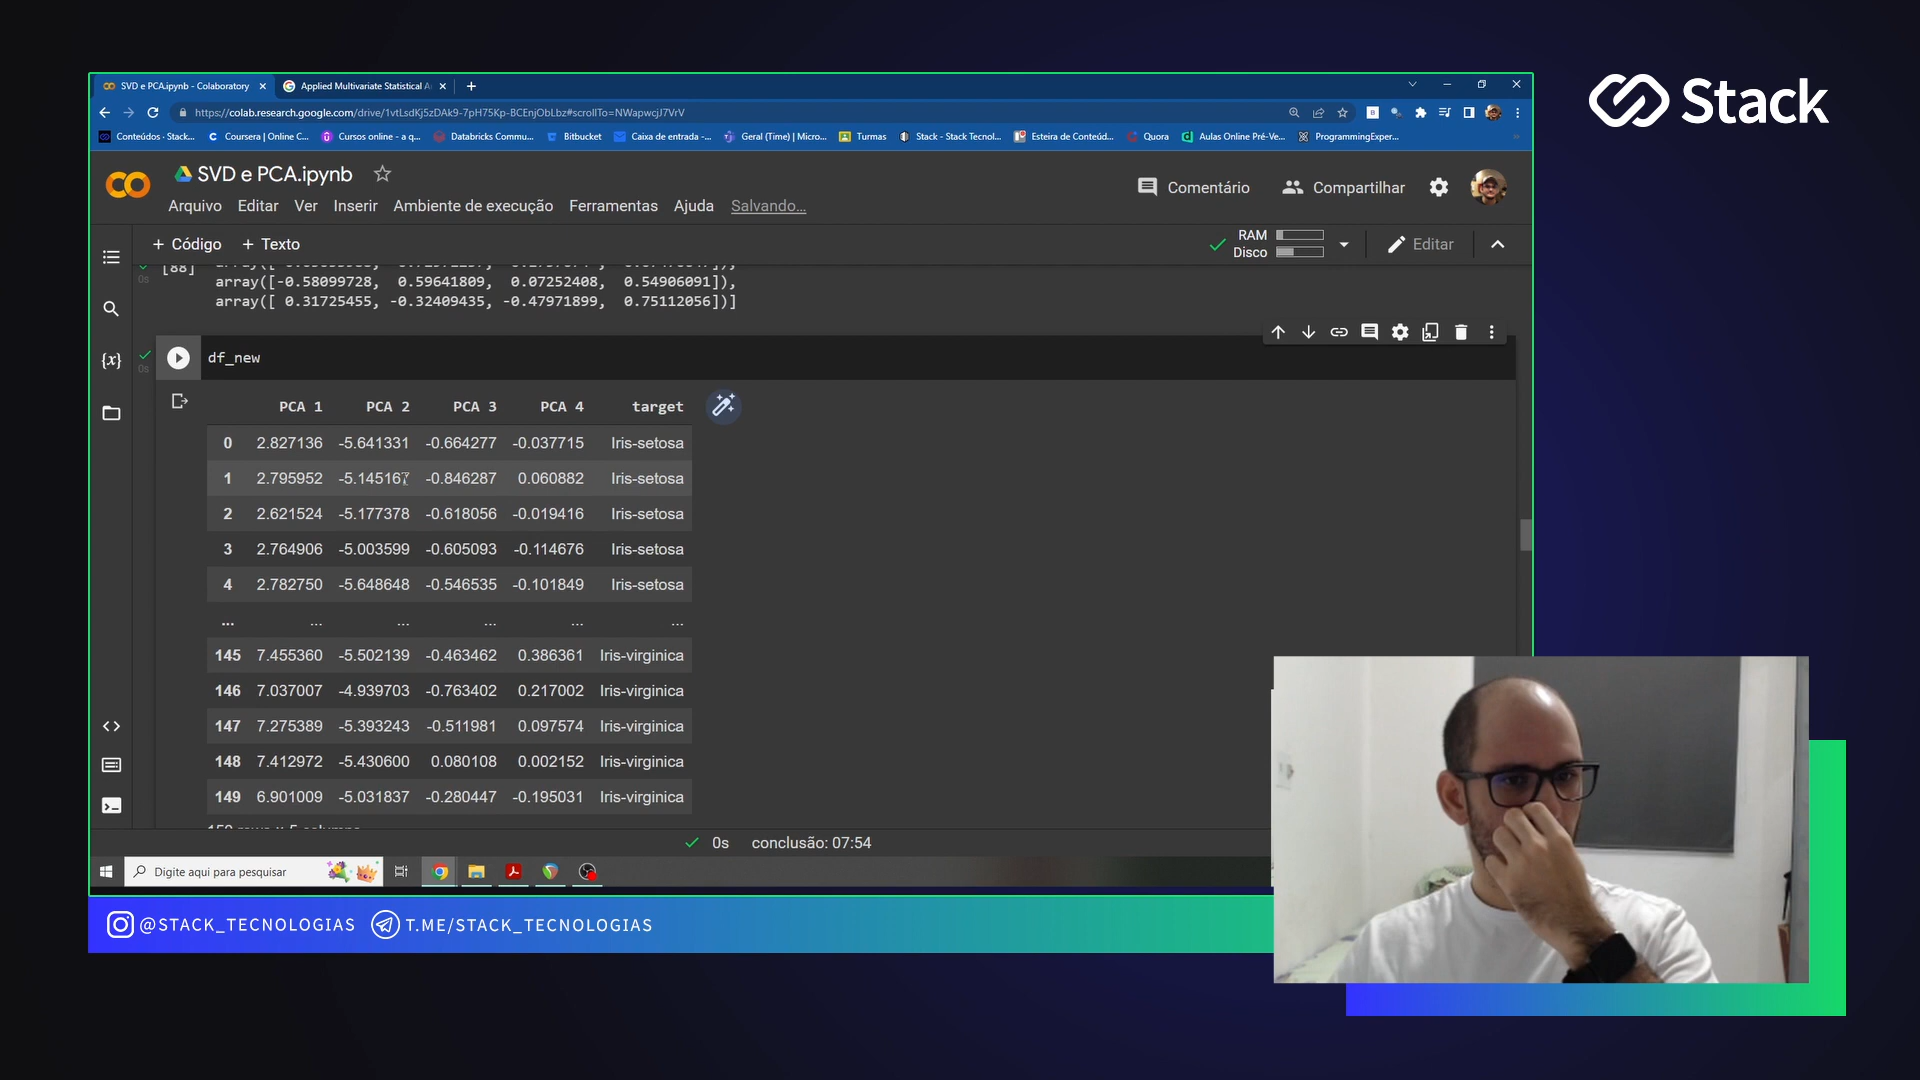 Stack
SVD e PCA.ipynb - Colaboratory
Applied Multivariate Statistical A
https://colab.research.google.com/drive/1vtLsdKj5zDAk9-7pH75Kp-BCEnjObLbz#scrollTo=NWapwcjJ7VrV
Conteúdos - Stack...
Coursera | Online C...
Cursos online - a q...
Databricks Commu...
Bitbucket
Caixa de entrada -...
Geral (Time) | Micro...
Turmas
Stack - Stack Tecnol...
Esteira de Conteúd...
Quora
Aulas Online Pré-Ve...
ProgrammingExper...
SVD e PCA.ipynb
Comentário Compartilhar
Arquivo Editar Ver Inserir Ambiente de execução Ferramentas Ajuda Salvando...
+ Código + Texto
RAM
Disco
Editar
[88]
0s
array([-0.58099728, 0.59641809, 0.07252408, 0.54906091]),
array([ 0.31725455, -0.32409435, -0.47971899, 0.75112056])]
{x}
0s
df_new
PCA 1 PCA 2 PCA 3 PCA 4 target
0 2.827136 -5.641331 -0.664277 -0.037715 Iris-setosa
1 2.795952 -5.145167 -0.846287 0.060882 Iris-setosa
2 2.621524 -5.177378 -0.618056 -0.019416 Iris-setosa
3 2.764906 -5.003599 -0.605093 -0.114676 Iris-setosa
4 2.782750 -5.648648 -0.546535 -0.101849 Iris-setosa
... ... ... ... ... ...
145 7.455360 -5.502139 -0.463462 0.386361 Iris-virginica
146 7.037007 -4.939703 -0.763402 0.217002 Iris-virginica
147 7.275389 -5.393243 -0.511981 0.097574 Iris-virginica
148 7.412972 -5.430600 0.080108 0.002152 Iris-virginica
149 6.901009 -5.031837 -0.280447 -0.195031 Iris-virginica
0s conclusão: 07:54
Digite aqui para pesquisar
@STACK_TECNOLOGIAS T.ME/STACK_TECNOLOGIAS